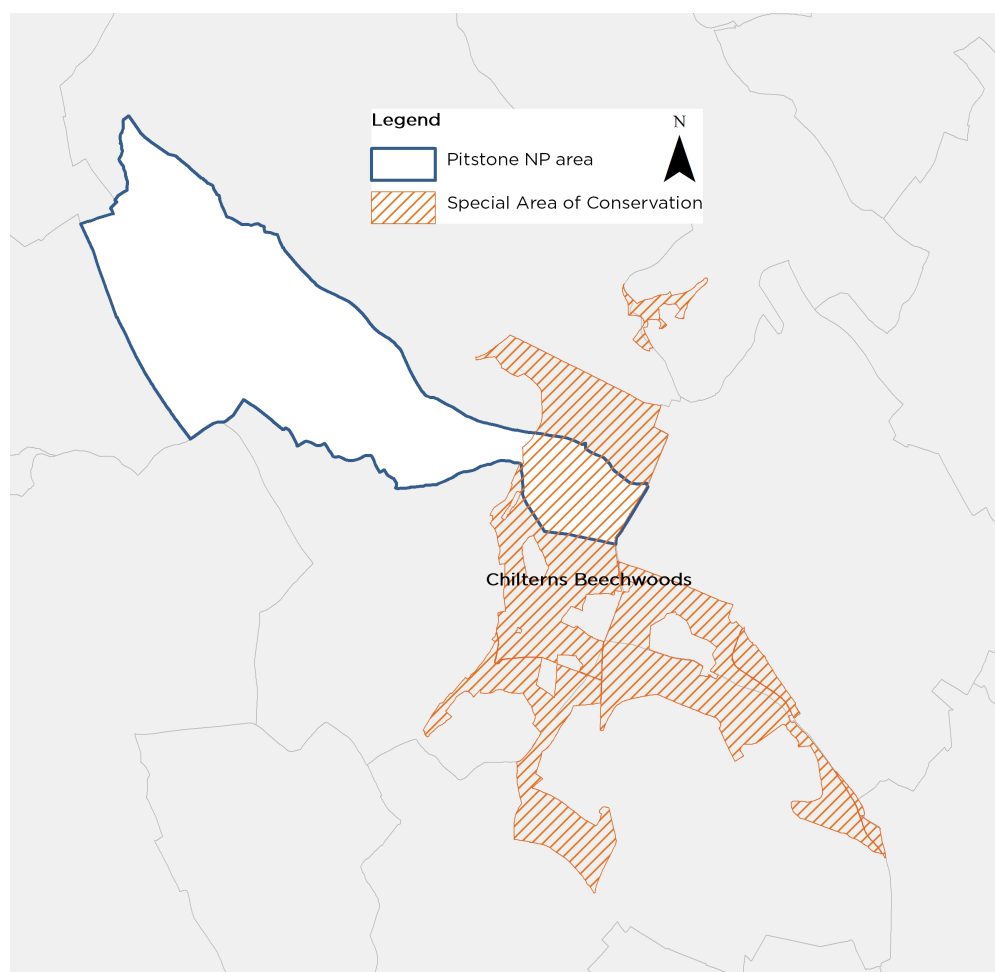 Legend
N
Pitstone NP area
Special Area of Conservation
Chilterns Beechwoods